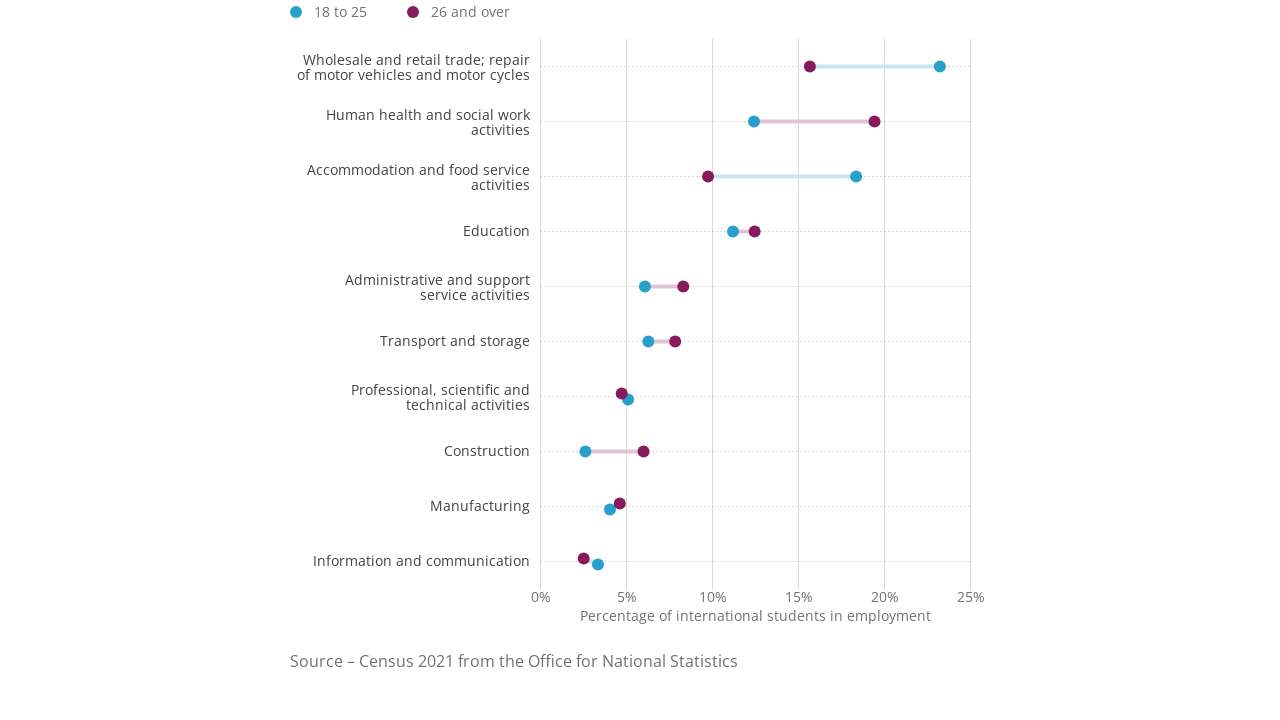 18 to 25
26 and over
Wholesale and retail trade; repair
of motor vehicles and motor cycles
Human health and social work
activities
Accommodation and food service
activities
Education
Administrative and support
service activities
Transport and storage
Professional, scientific and
technical activities
Construction
Manufacturing
Information and communication
0% 5% 10% 15% 20% 25%
Percentage of international students in employment
Source – Census 2021 from the Office for National Statistics